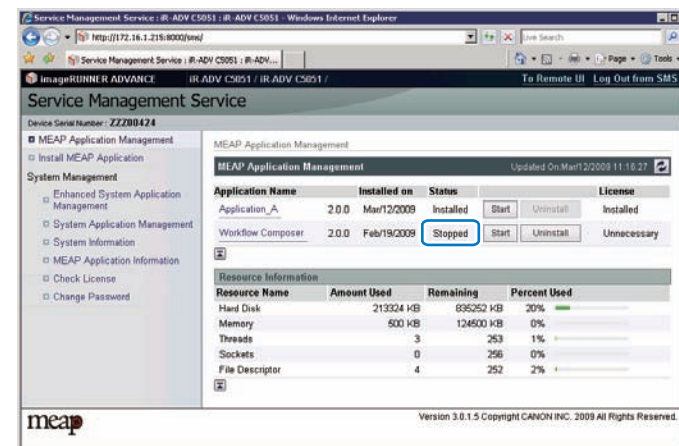 Service Management Service : iR-ADV C5051 : iR-ADV C5051 - Windows Internet Explorer
http://172.16.1.215:8000/sms/
Live Search
Service Management Service : iR-ADV C5051 : iR-ADV...
Page
Tools
imageRUNNER ADVANCE
iR-ADV C5051 / iR-ADV C5051 /
To Remote UI
Log Out from SMS
Service Management Service
Device Serial Number : ZZZ00424
MEAP Application Management
Install MEAP Application
System Management
Enhanced System Application
Management
System Application Management
System Information
MEAP Application Information
Check License
Change Password
MEAP Application Management
MEAP Application Management
Updated On:Mar/12/2009 11:16:27
Application Name Installed on Status License
Application_A 2.0.0 Mar/12/2009 Installed Start Uninstall Installed
Workflow Composer 2.0.0 Feb/19/2009 Stopped Start Uninstall Unnecessary
Resource Information
Resource Name Amount Used Remaining Percent Used
Hard Disk 213324 KB 835252 KB 20%
Memory 500 KB 124500 KB 0%
Threads 3 253 1%
Sockets 0 256 0%
File Descriptor 4 252 2%
meap
Version 3.0.1.5 Copyright CANON INC. 2009 All Rights Reserved.